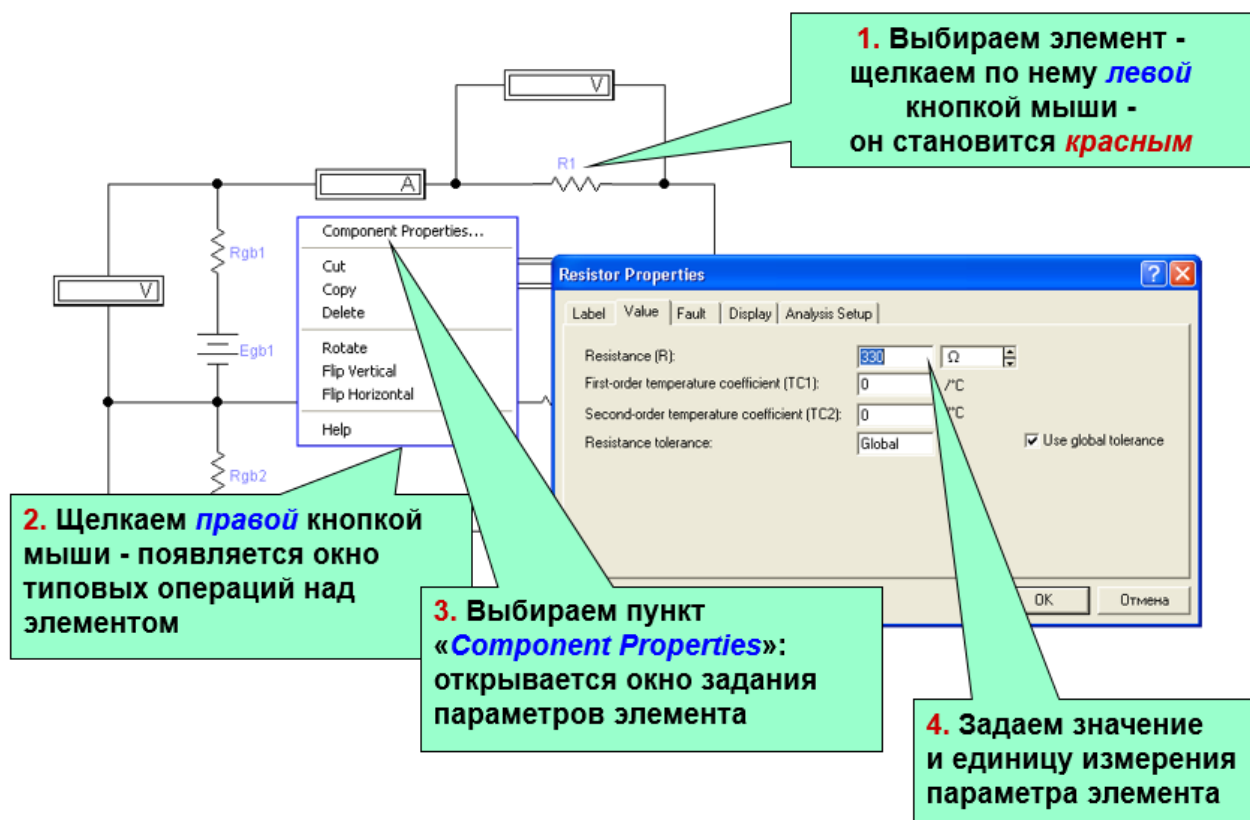 1. Выбираем элемент -
щелкаем по нему левой
кнопкой мыши -
он становится красным
V
R1
A
Rgb1
V
Egb1
Rgb2
Component Properties...
Cut
Copy
Delete
Rotate
Flip Vertical
Flip Horizontal
Help
Resistor Properties
Label Value Fault Display Analysis Setup
Resistance (R): 330 Ω
First-order temperature coefficient (TC1): 0 /°C
Second-order temperature coefficient (TC2): 0 °C
Resistance tolerance: Global Use global tolerance
OK Отмена
2. Щелкаем правой кнопкой
мыши - появляется окно
типовых операций над
элементом
3. Выбираем пункт
«Component Properties»:
открывается окно задания
параметров элемента
4. Задаем значение
и единицу измерения
параметра элемента